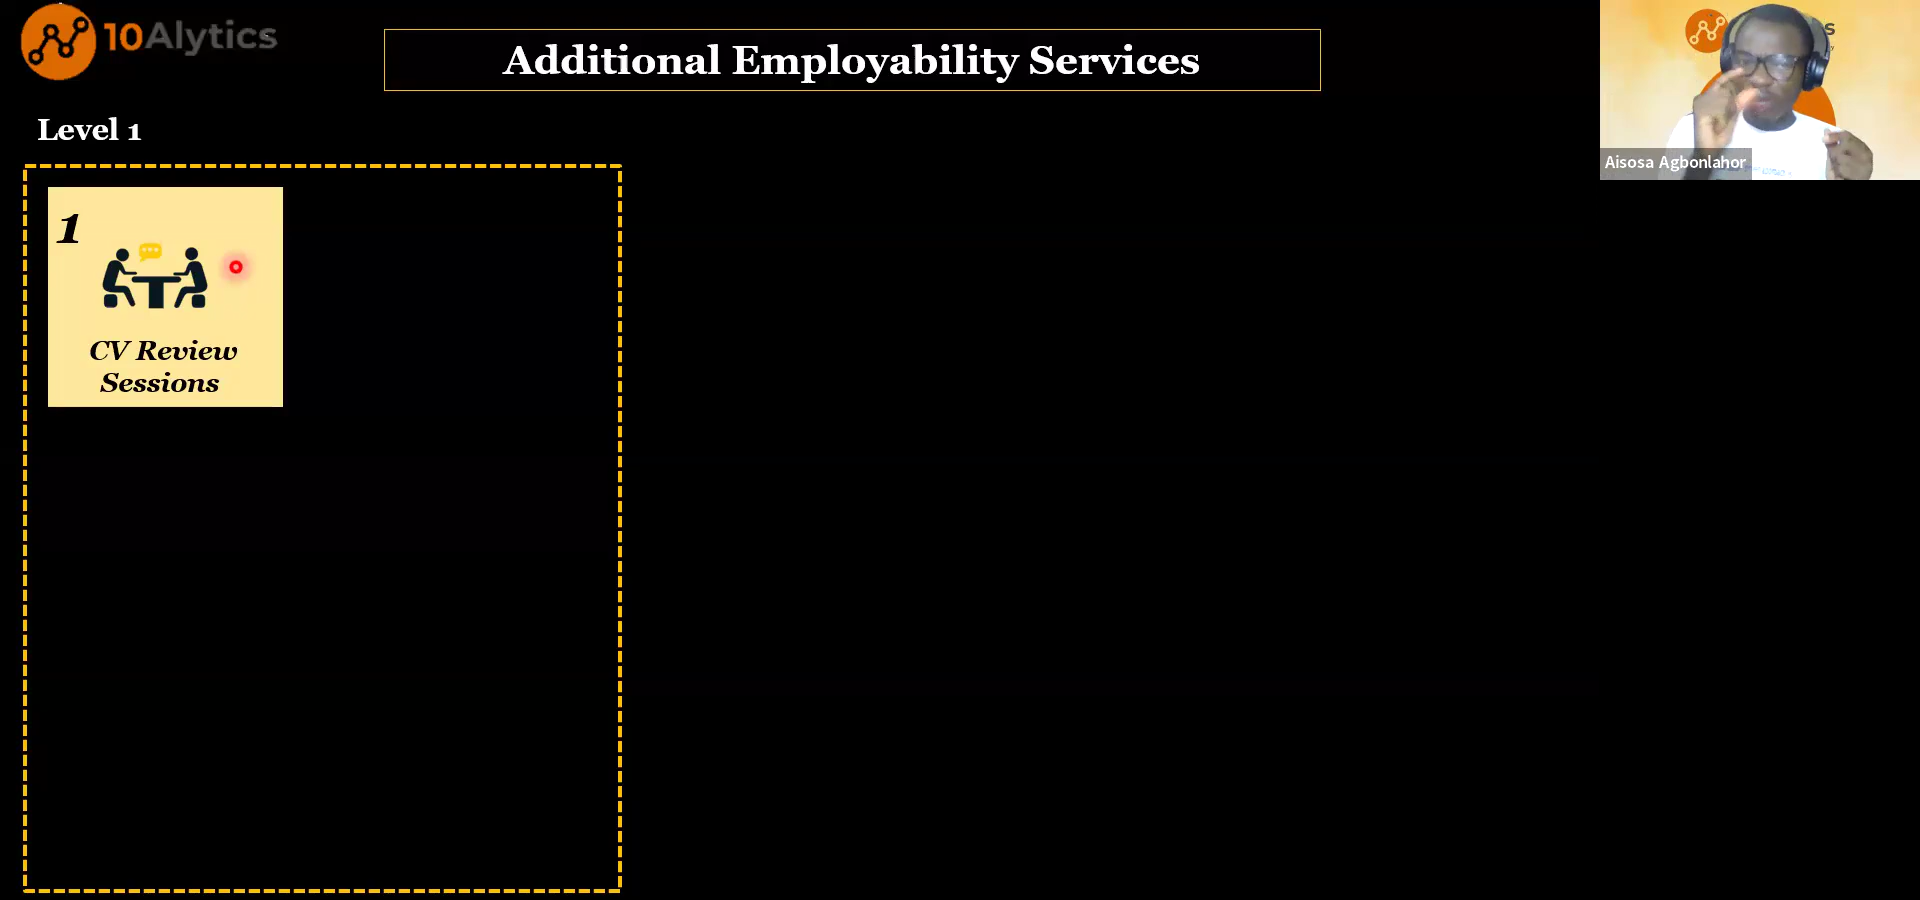 10Alytics
Additional Employability Services
Level 1
1
CV Review
Sessions
Aisosa Agbonlahor